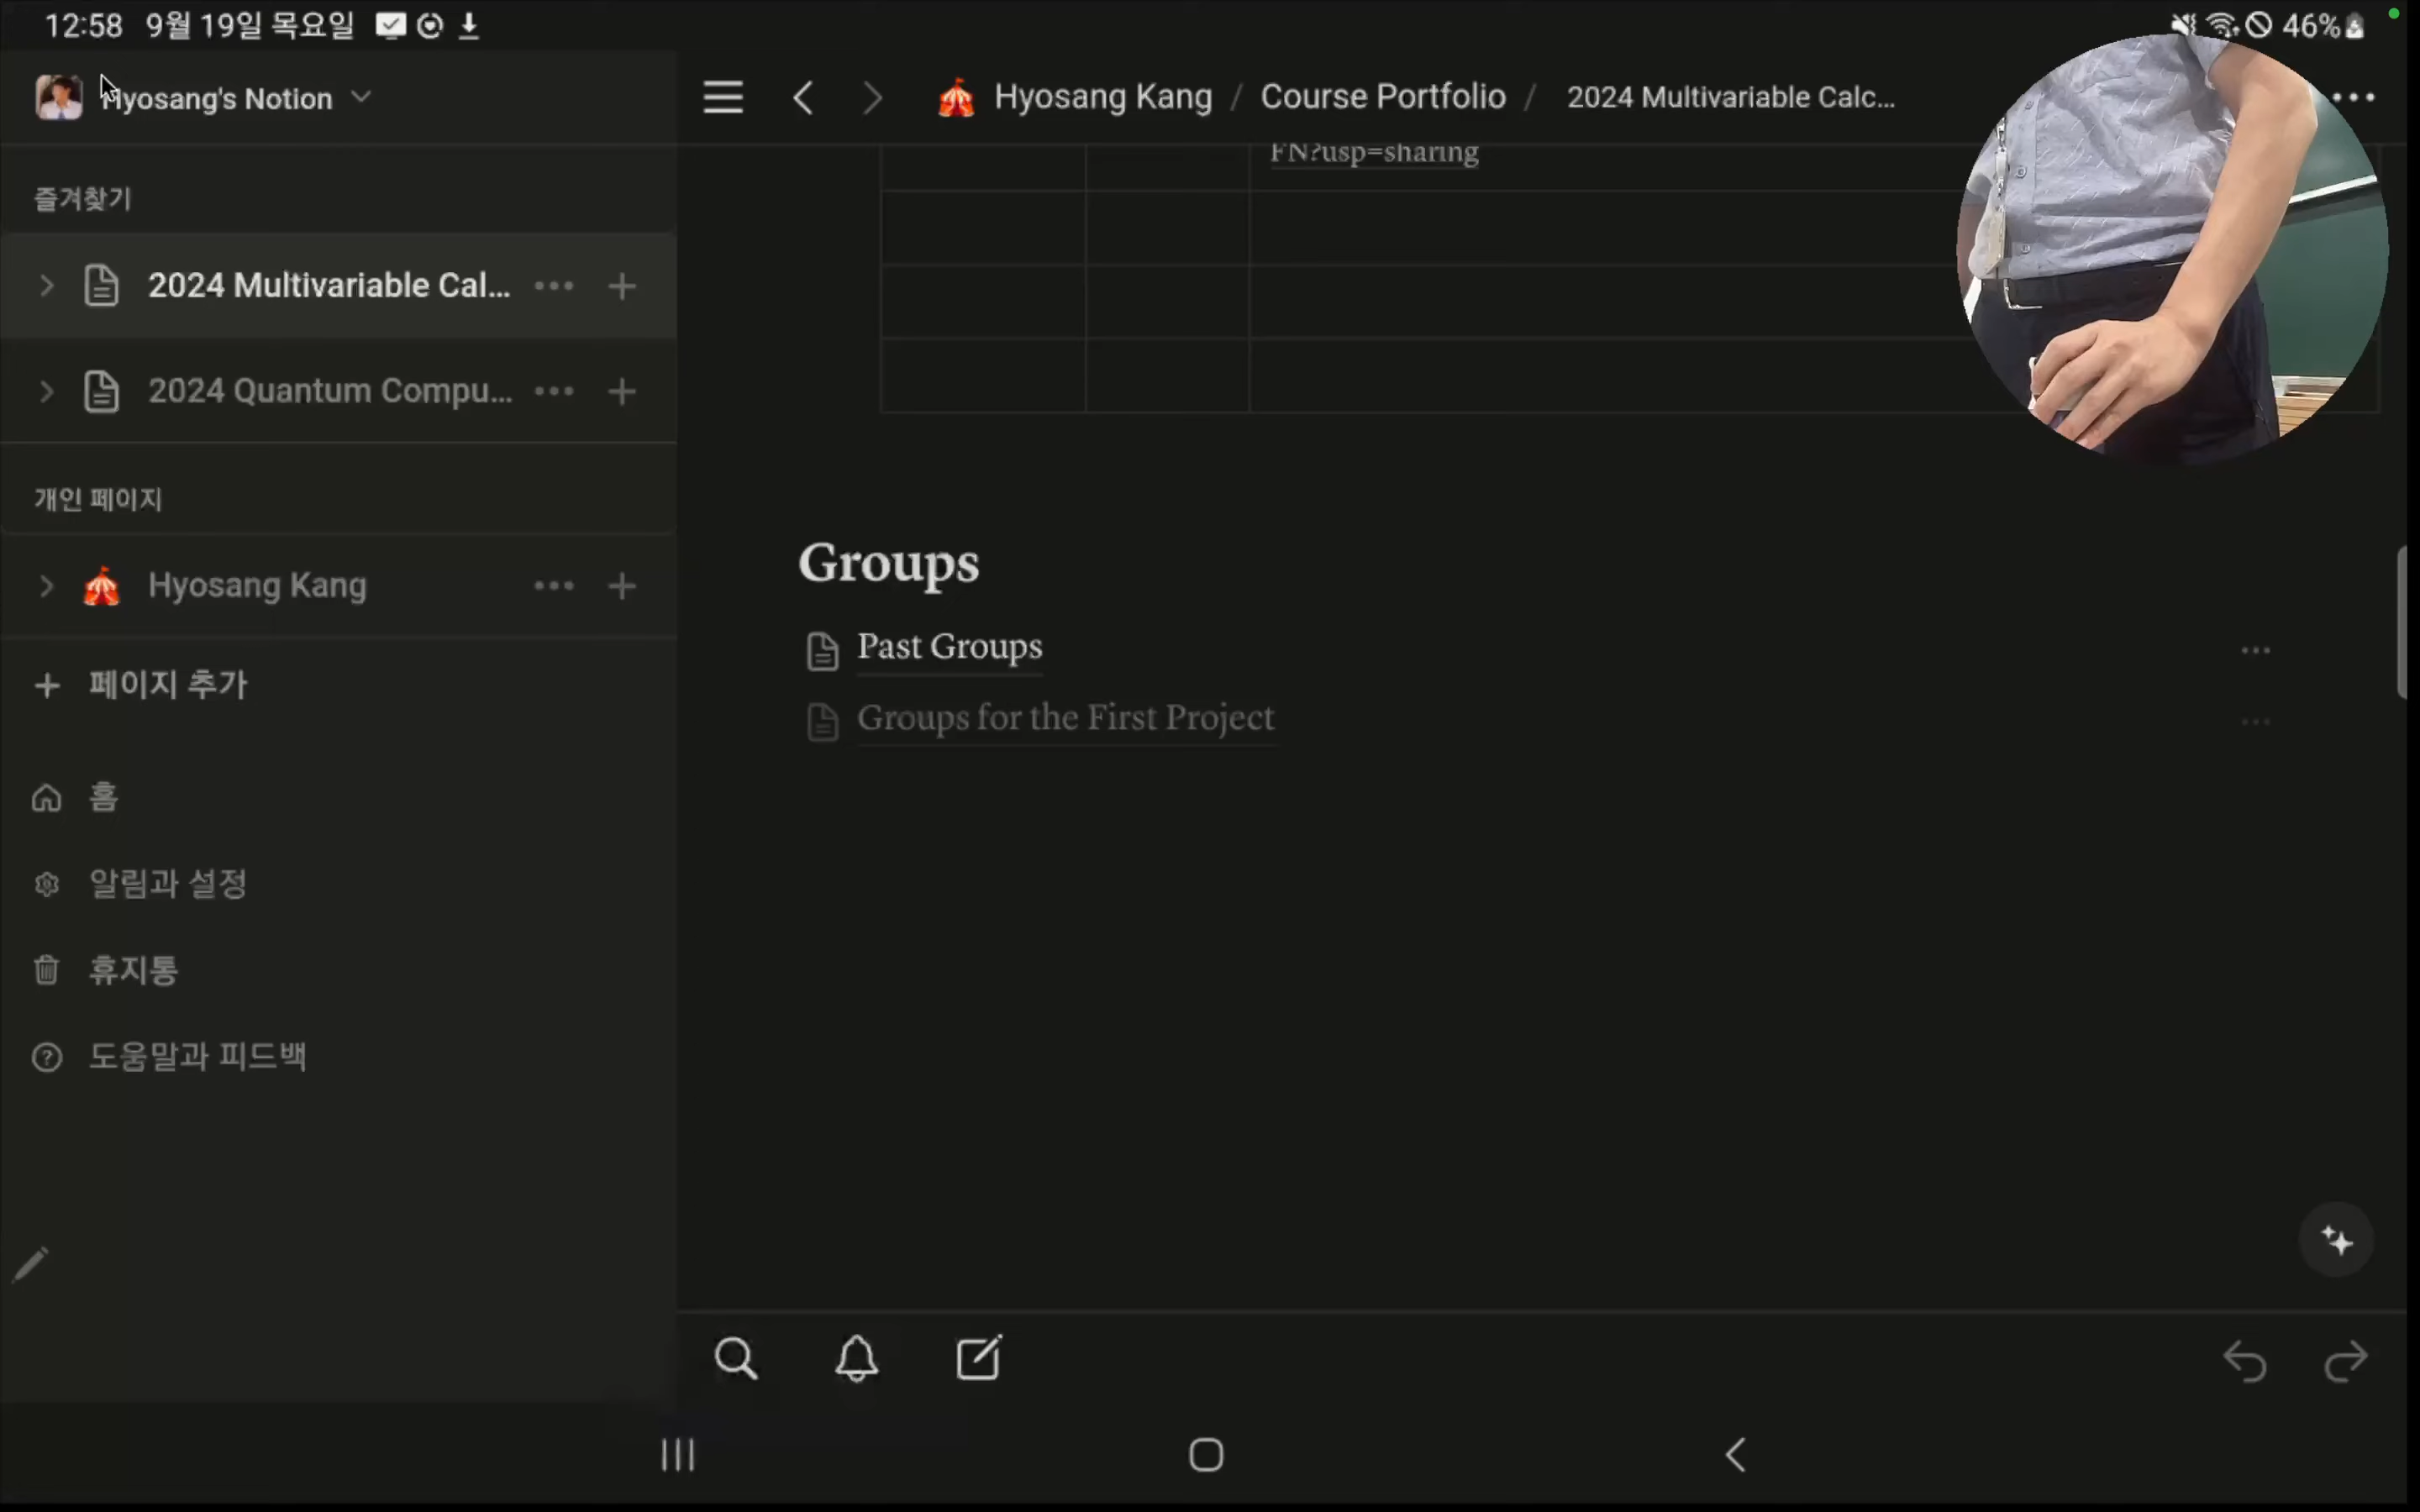 12:58 9월 19일 목요일
46%
Hyosang's Notion
Hyosang Kang / Course Portfolio / 2024 Multivariable Calc...
FN?usp=sharing
즐겨찾기
2024 Multivariable Cal...
2024 Quantum Compu...
개인 페이지
Hyosang Kang
페이지 추가
홈
알림과 설정
휴지통
도움말과 피드백
Groups
Past Groups
Groups for the First Project